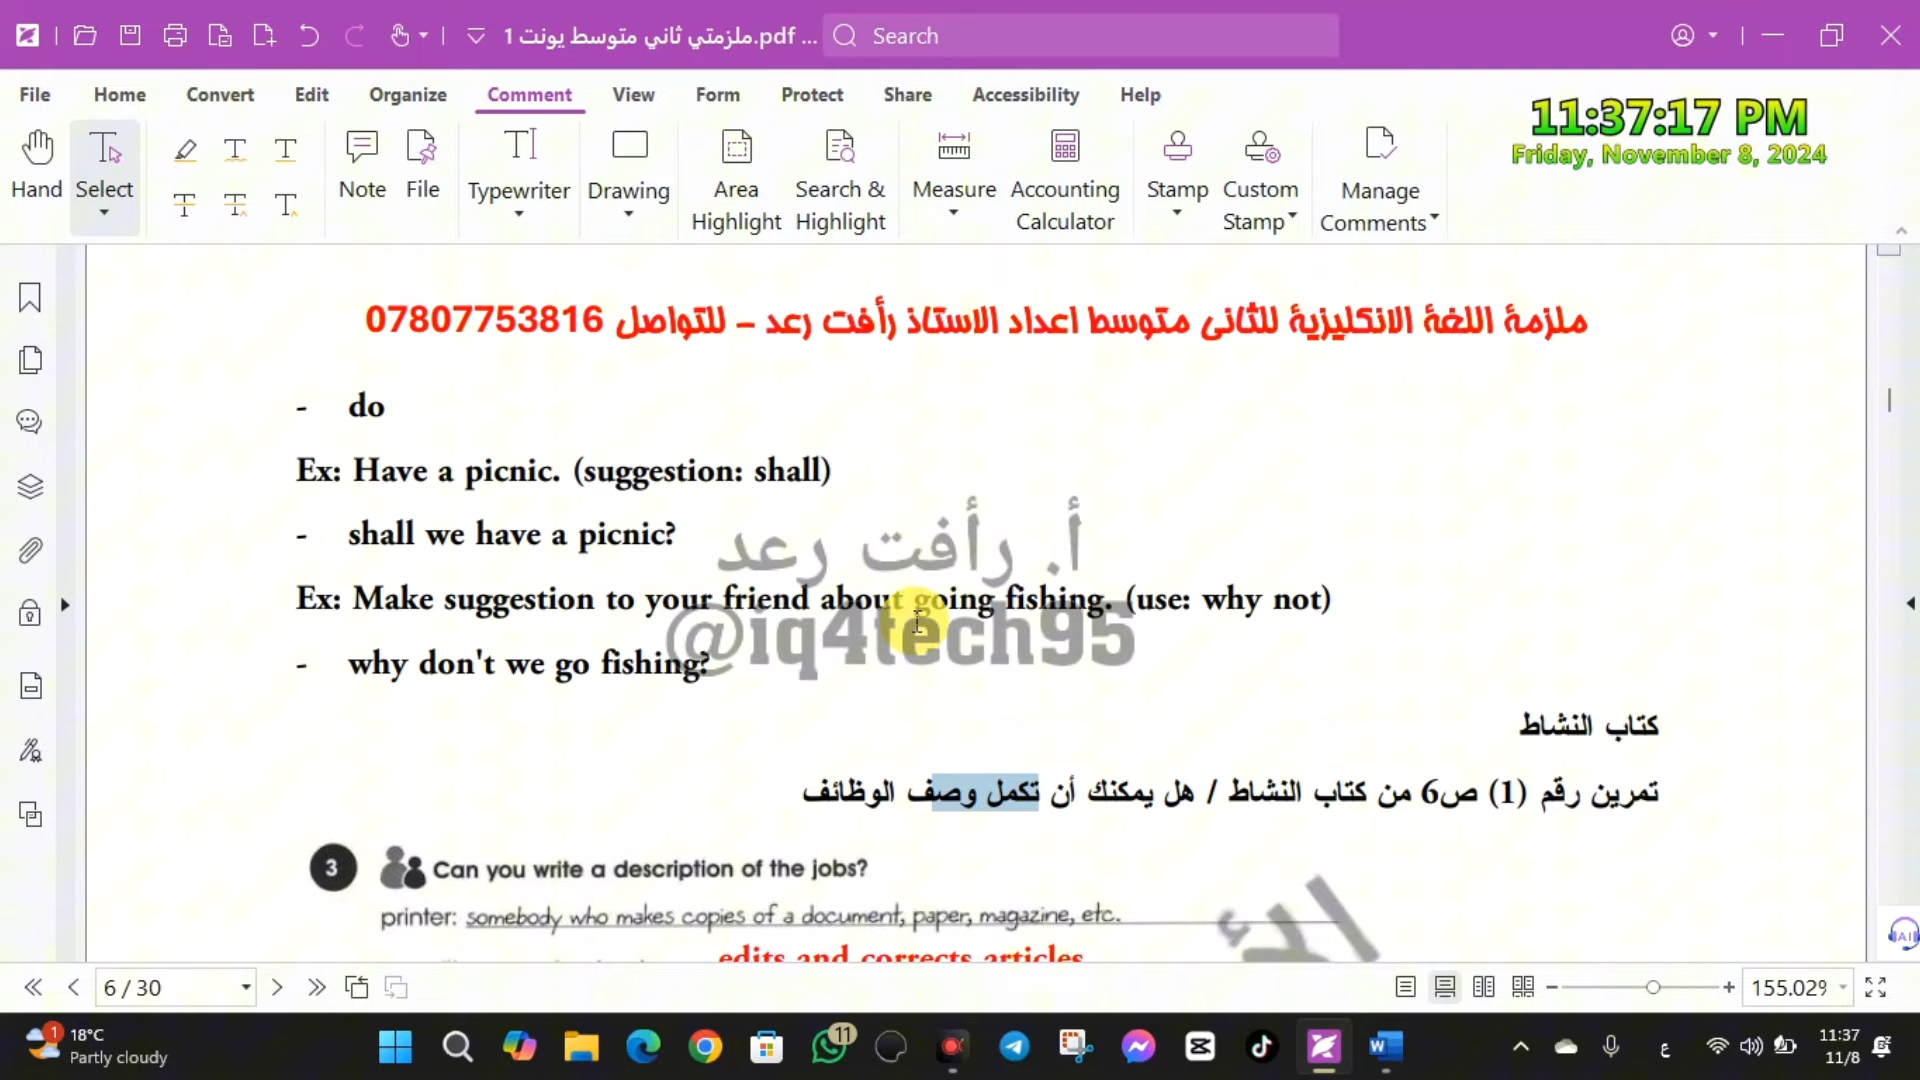 ملزمتي ثاني متوسط يونت 1.pdf ...
Search
File
Home
Convert
Edit
Organize
Comment
View
Form
Protect
Share
Accessibility
Help
11:37:17 PM
Friday, November 8, 2024
Hand
Select
Note
File
Typewriter
Drawing
Area Highlight
Search & Highlight
Measure
Accounting Calculator
Stamp
Custom Stamp
Manage Comments
ملزمة اللغة الانكليزية للثاني متوسط اعداد الاستاذ رأفت رعد – للتواصل 07807753816
- do
Ex: Have a picnic. (suggestion: shall)
- shall we have a picnic?
أ. رأفت رعد
Ex: Make suggestion to your friend about going fishing. (use: why not)
@iq4tech95
- why don't we go fishing?
كتاب النشاط
تمرين رقم (1) ص6 من كتاب النشاط / هل يمكنك أن تكمل وصف الوظائف
3 Can you write a description of the jobs?
printer: somebody who makes copies of a document, paper, magazine, etc.
edits and corrects articles
AI
6 / 30
155.029
1
18°C
Partly cloudy
11
ع
11:37
11/8